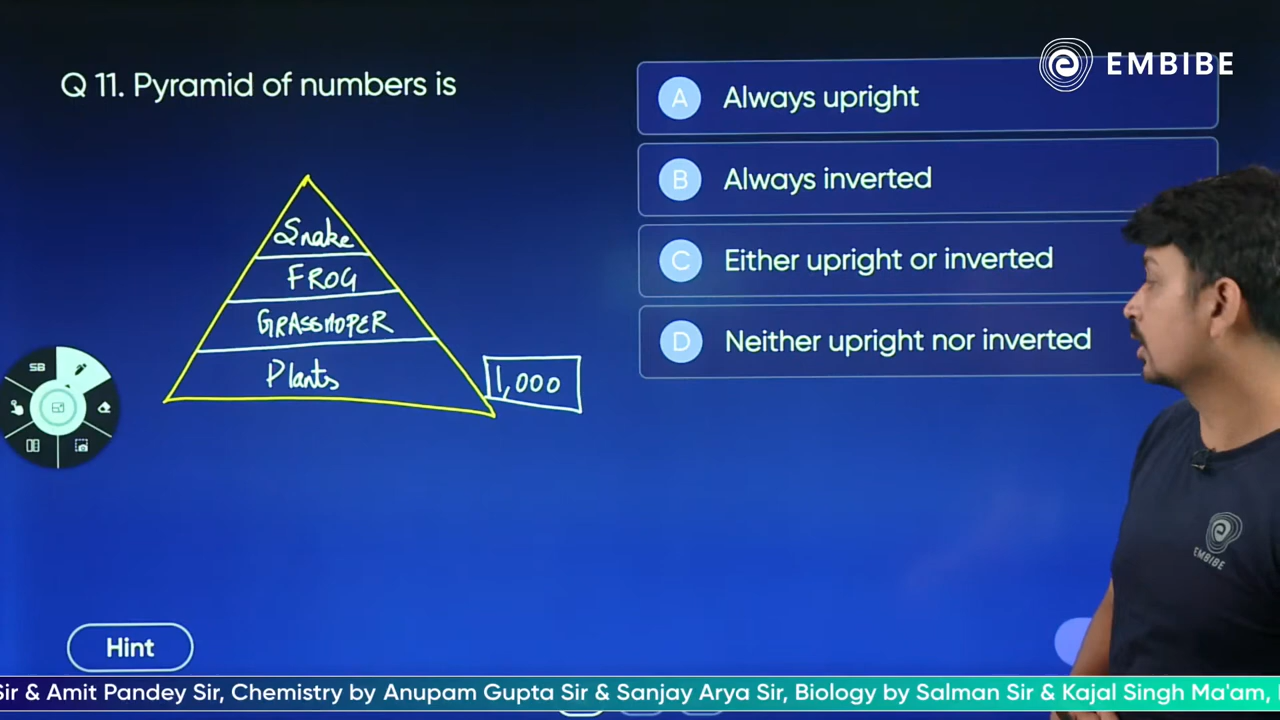 EMBIBE
Q 11. Pyramid of numbers is
A Always upright
B Always inverted
C Either upright or inverted
D Neither upright nor inverted
Snake
FROG
GRASSHOPER
Plants
1,000
SB
EMBIBE
Hint
Sir & Amit Pandey Sir, Chemistry by Anupam Gupta Sir & Sanjay Arya Sir, Biology by Salman Sir & Kajal Singh Ma'am,